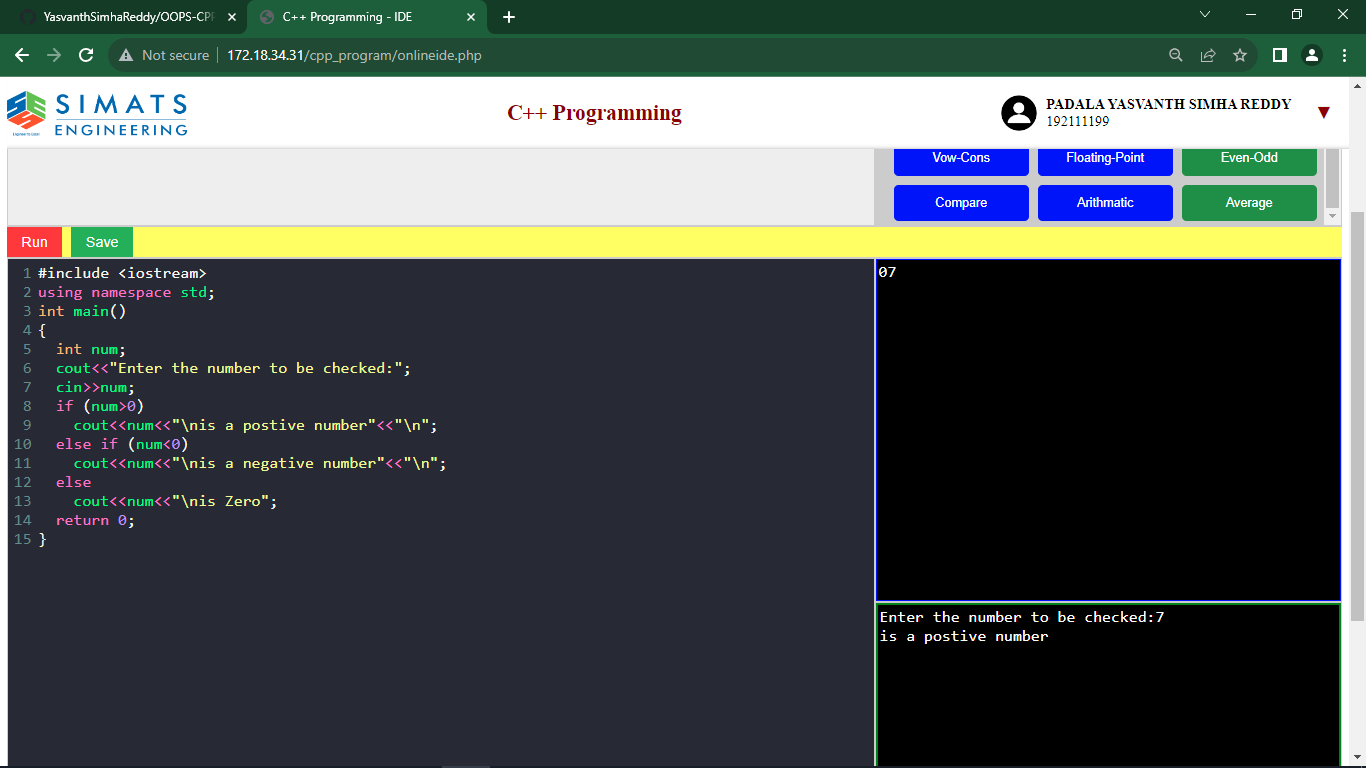 YasvanthSimhaReddy/OOPS-CPP
C++ Programming - IDE
Not secure
172.18.34.31/cpp_program/onlineide.php
SIMATS
ENGINEERING
C++ Programming
PADALA YASVANTH SIMHA REDDY
192111199
Vow-Cons
Floating-Point
Even-Odd
Compare
Arithmatic
Average
Run
Save
1 #include <iostream>
2 using namespace std;
3 int main()
4 {
5   int num;
6   cout<<"Enter the number to be checked:";
7   cin>>num;
8   if (num>0)
9     cout<<num<<"\nis a postive number"<<"\n";
10   else if (num<0)
11     cout<<num<<"\nis a negative number"<<"\n";
12   else
13     cout<<num<<"\nis Zero";
14   return 0;
15 }
07
Enter the number to be checked:7
is a postive number